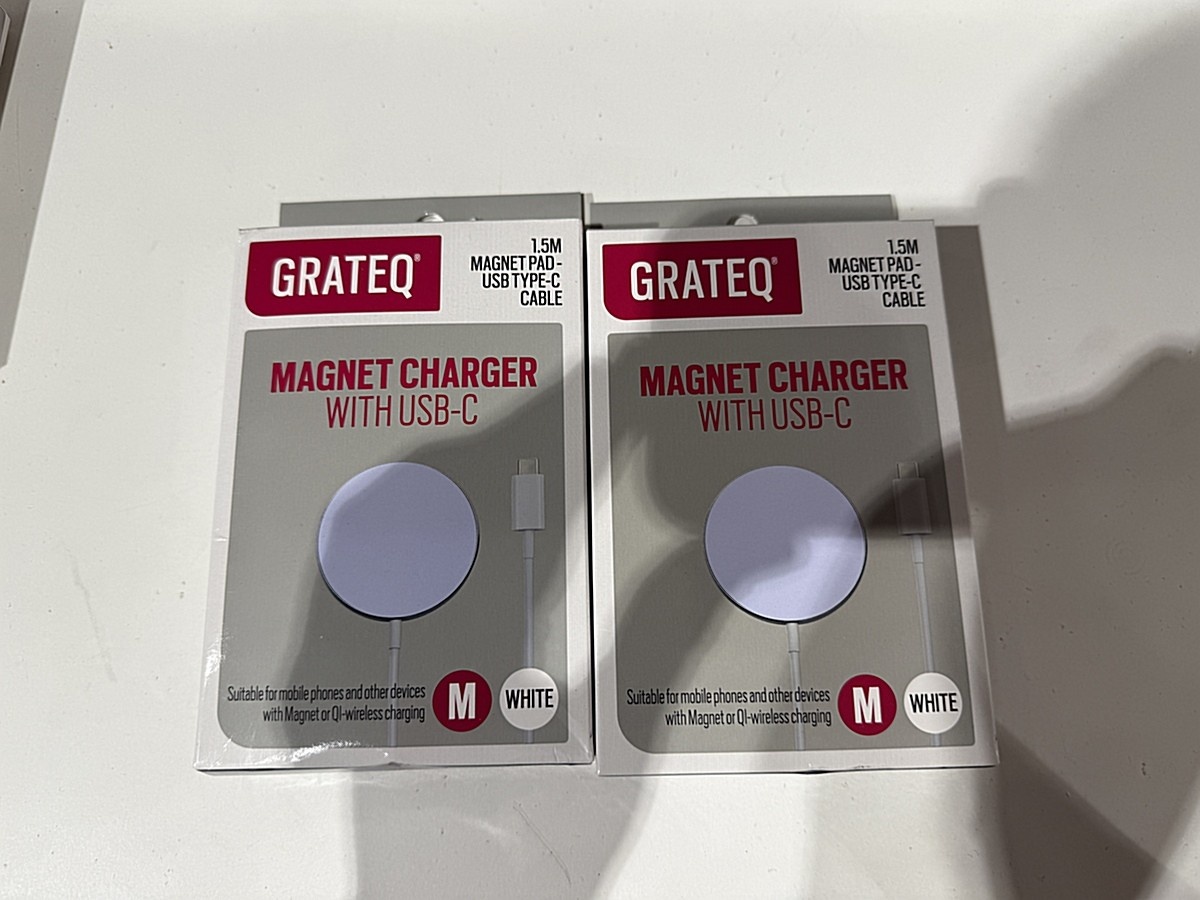 GRATEQ®
1.5M
MAGNET PAD -
USB TYPE-C
CABLE
MAGNET CHARGER
WITH USB-C
Suitable for mobile phones and other devices
with Magnet or QI-wireless charging
M
WHITE
GRATEQ®
1.5M
MAGNET PAD -
USB TYPE-C
CABLE
MAGNET CHARGER
WITH USB-C
Suitable for mobile phones and other devices
with Magnet or QI-wireless charging
M
WHITE